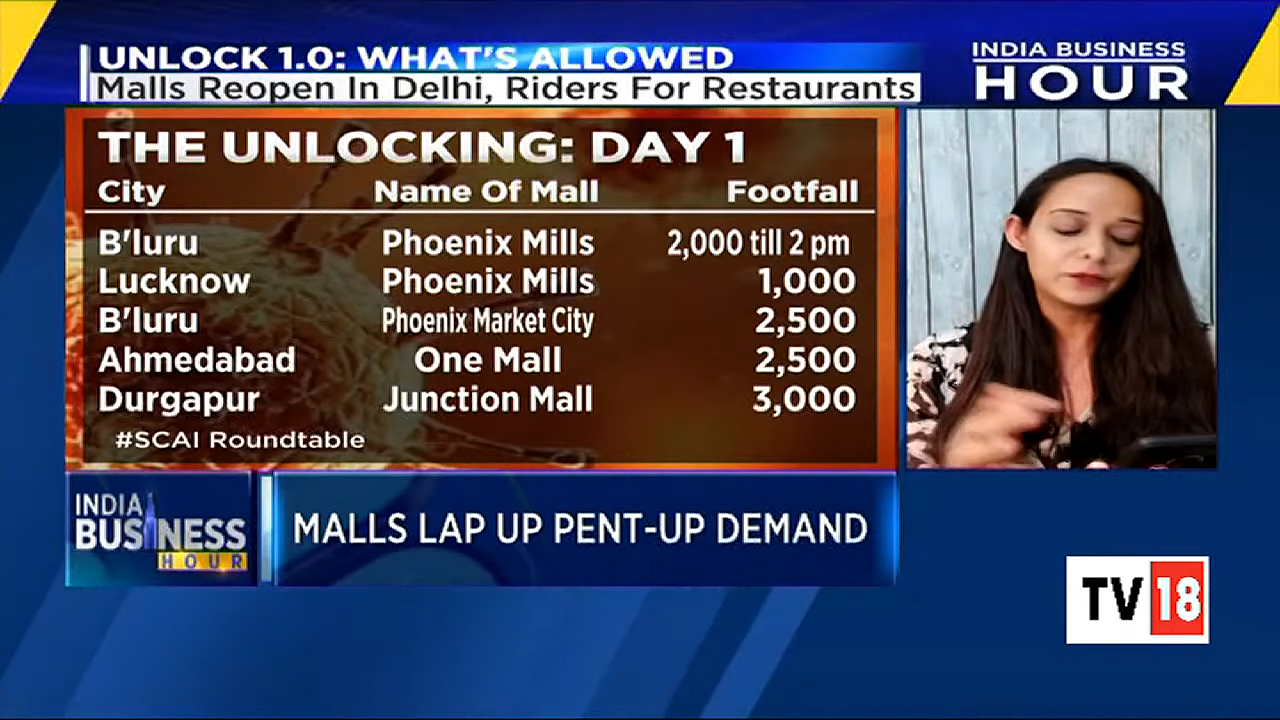 UNLOCK 1.0: WHAT'S ALLOWED
Malls Reopen In Delhi, Riders For Restaurants
INDIA BUSINESS
HOUR
THE UNLOCKING: DAY 1
City Name Of Mall Footfall
B'luru Phoenix Mills 2,000 till 2 pm
Lucknow Phoenix Mills 1,000
B'luru Phoenix Market City 2,500
Ahmedabad One Mall 2,500
Durgapur Junction Mall 3,000
#SCAI Roundtable
INDIA
BUSINESS
HOUR
MALLS LAP UP PENT-UP DEMAND
TV18